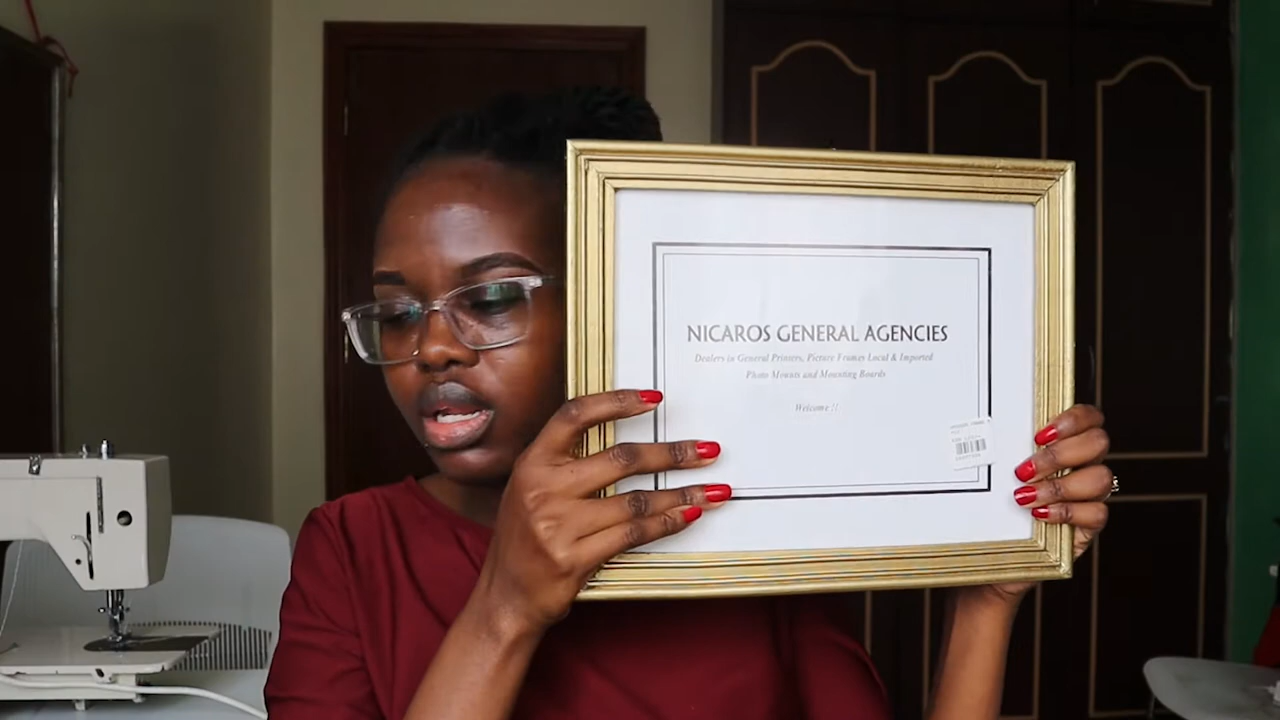 NICAROS GENERAL AGENCIES
Dealers in General Printers, Picture Frames Local & Imported
Photo Mounts and Mounting Boards
Welcome !!